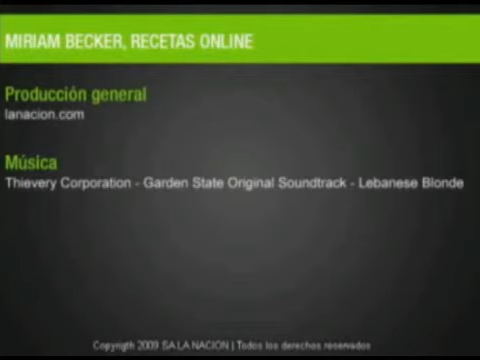 MIRIAM BECKER, RECETAS ONLINE
Producción general
lanacion.com
Música
Thievery Corporation - Garden State Original Soundtrack - Lebanese Blonde
Copyrigth 2009 SA LA NACION | Todos los derechos reservados